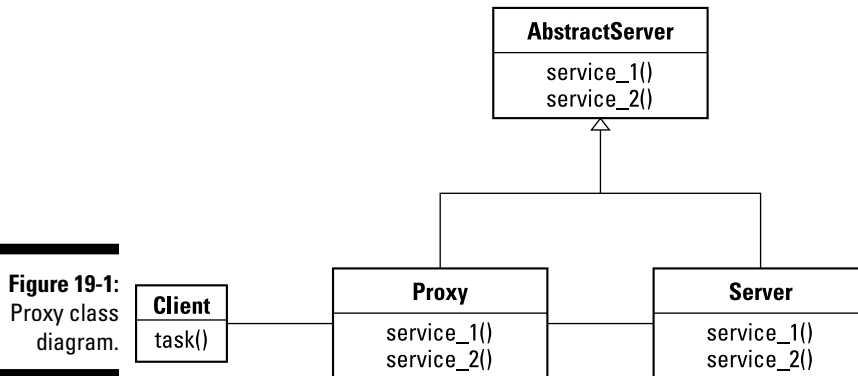 AbstractServer
service_1()
service_2()
Figure 19-1:
Proxy class
diagram.
Client
task()
Proxy
service_1()
service_2()
Server
service_1()
service_2()